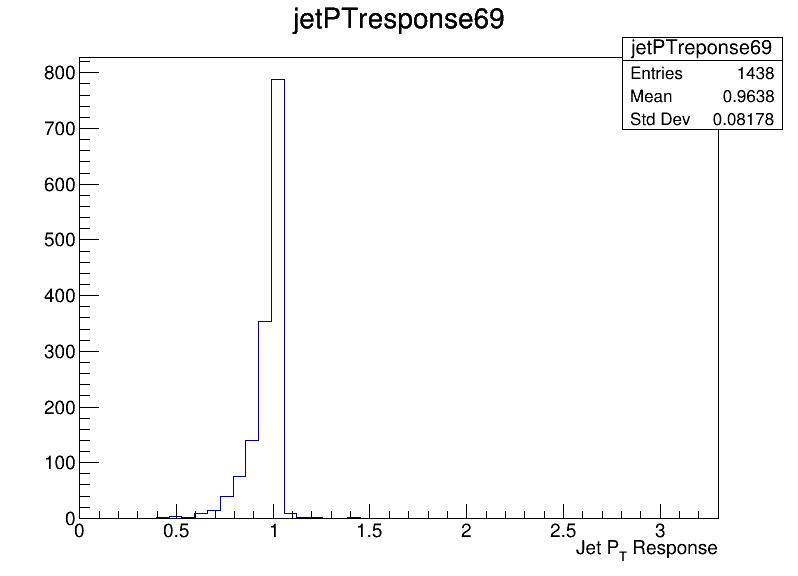 jetPTresponse69
jetPTreponse69
Entries 1438
Mean 0.9638
Std Dev 0.08178
800
700
600
500
400
300
200
100
0
0 0.5 1 1.5 2 2.5 3
Jet P_T Response